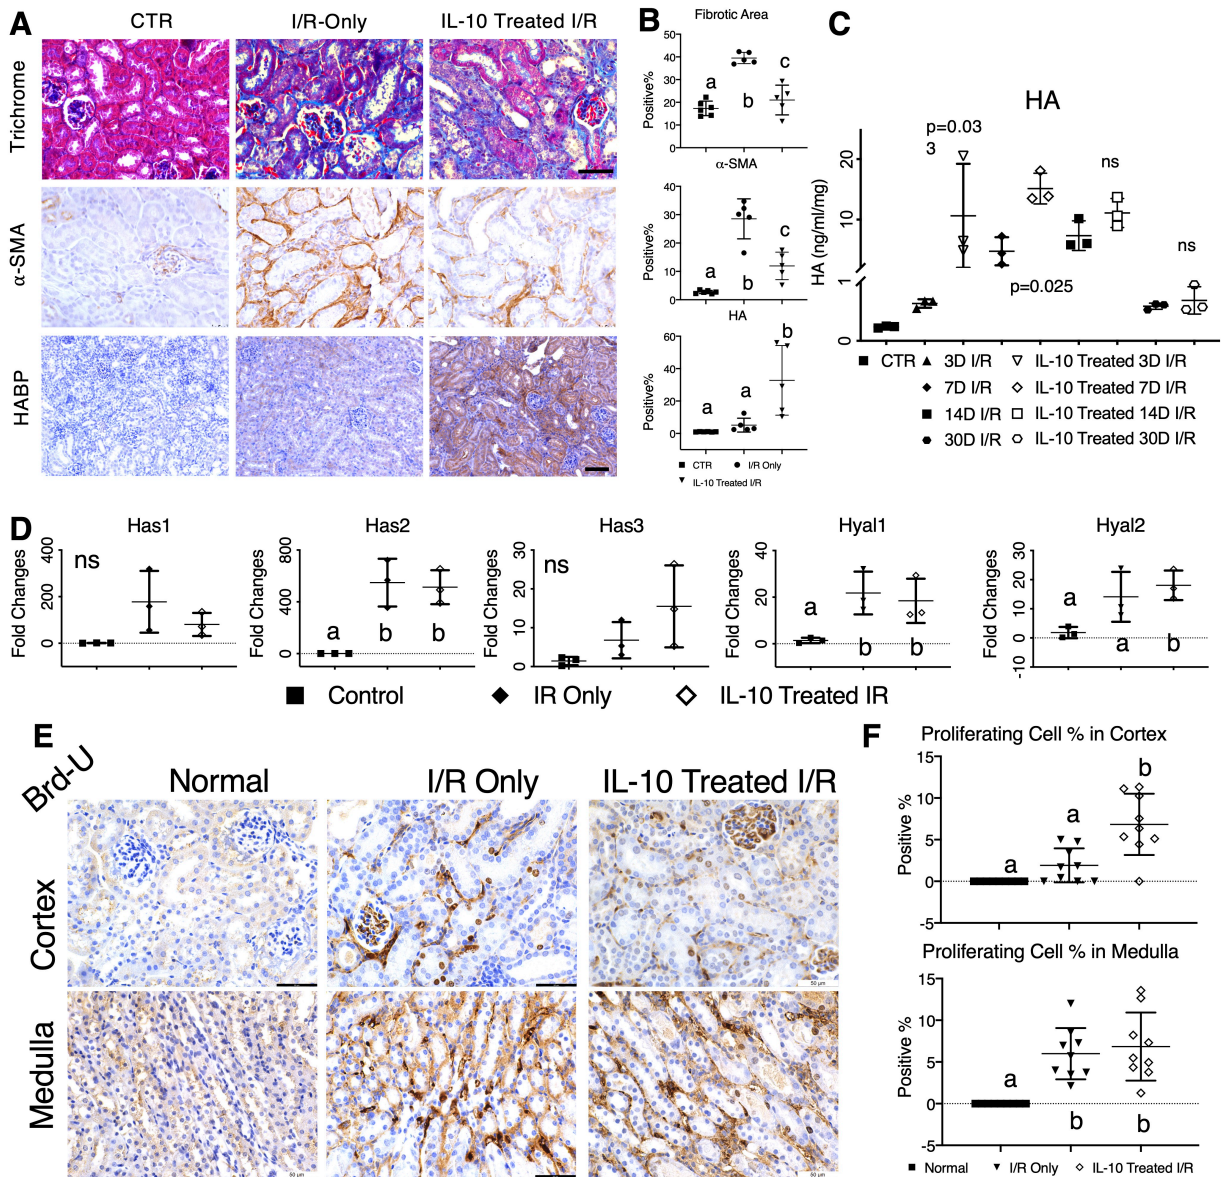 A
CTR
I/R-Only
IL-10 Treated I/R
Trichrome
α-SMA
HABP
B
Fibrotic Area
Positive%
50
40
30
20
10
0
a
b
c
α-SMA
Positive%
40
30
20
10
0
a
b
c
HA
Positive%
60
40
20
0
a
a
b
CTR
I/R Only
IL-10 Treated I/R
C
HA
HA (ng/ml/mg)
20
10
1
0
p=0.03
3
p=0.025
ns
ns
CTR
3D I/R
IL-10 Treated 3D I/R
7D I/R
IL-10 Treated 7D I/R
14D I/R
IL-10 Treated 14D I/R
30D I/R
IL-10 Treated 30D I/R
D
Has1
Fold Changes
400
200
0
ns
Has2
Fold Changes
800
400
0
a
b
b
Has3
Fold Changes
30
20
10
0
ns
Hyal1
Fold Changes
40
20
0
a
b
b
Hyal2
Fold Changes
30
20
10
0
-10
a
a
b
Control
IR Only
IL-10 Treated IR
E
Brd-U
Normal
I/R Only
IL-10 Treated I/R
Cortex
50 μm
Medulla
50 μm
50 μm
F
Proliferating Cell % in Cortex
Positive %
15
10
5
0
-5
a
a
b
Proliferating Cell % in Medulla
Positive %
15
10
5
0
-5
a
b
b
Normal
I/R Only
IL-10 Treated I/R